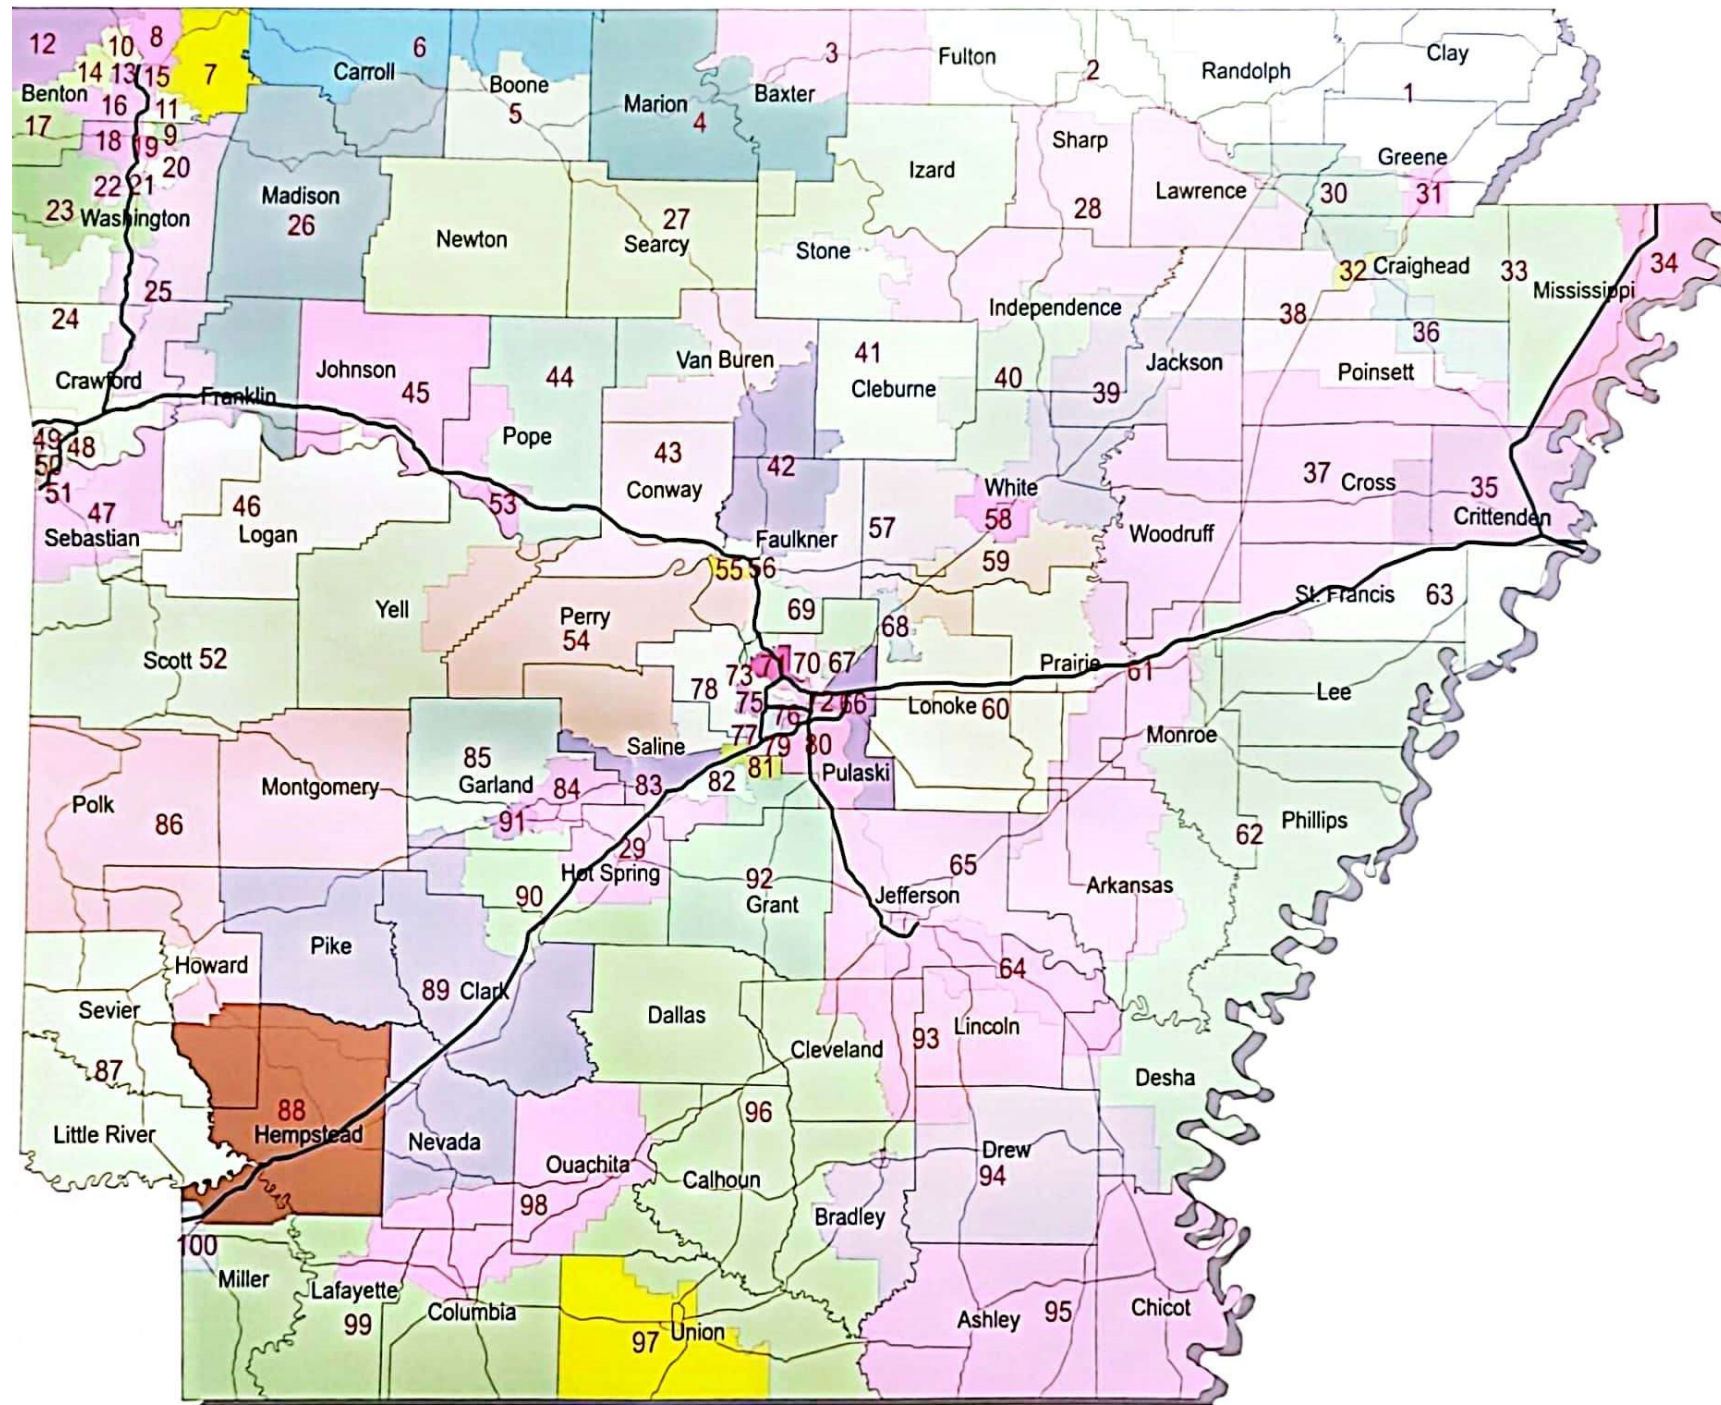 12
10
8
7
6
Carroll
3
Fulton
2
Clay
14
13
15
Boone
5
Marion
4
Baxter
Randolph
1
Benton
16
11
17
18
19
9
20
Sharp
Greene
22
21
23
Washington
Madison
26
Newton
27
Searcy
Izard
28
Lawrence
30
31
Stone
32
Craighead
33
Mississippi
34
25
24
Independence
38
36
Crawford
Franklin
Johnson
45
44
Van Buren
41
Cleburne
40
39
Jackson
Poinsett
49
48
50
51
47
Sebastian
46
Logan
Pope
53
43
Conway
42
Faulkner
57
White
58
59
Woodruff
37
Cross
35
Crittenden
55
56
Yell
Perry
54
69
68
St. Francis
63
Scott 52
73
71
70
67
78
75
76
72
66
77
79
80
Prairie
61
Lonoke 60
Lee
Monroe
Polk
86
Montgomery
85
Garland
84
91
Saline
83
82
81
Pulaski
62
Phillips
29
Hot Spring
90
92
Grant
65
Jefferson
Arkansas
Pike
Howard
89
Clark
64
Sevier
Dallas
Cleveland
93
Lincoln
87
Little River
88
Hempstead
Nevada
Ouachita
98
96
Calhoun
Desha
Drew
94
Bradley
100
Miller
Lafayette
99
Columbia
97
Union
Ashley
95
Chicot